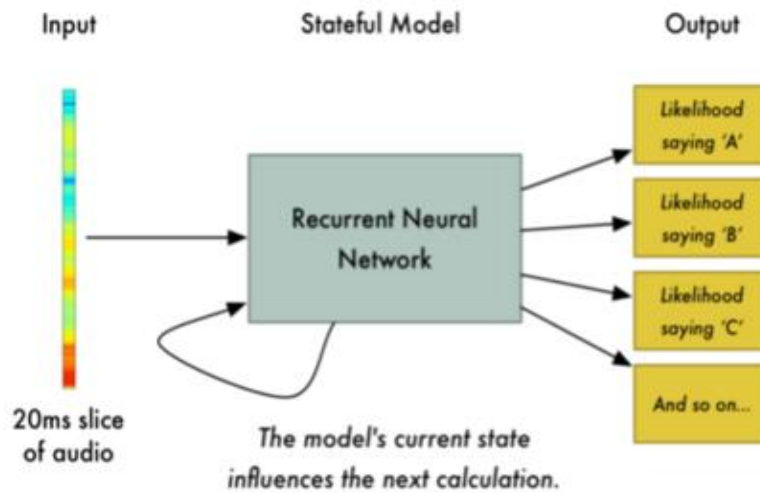 Input
Stateful Model
Output
20ms slice
of audio
Recurrent Neural
Network
The model's current state
influences the next calculation.
Likelihood
saying 'A'
Likelihood
saying 'B'
Likelihood
saying 'C'
And so on...